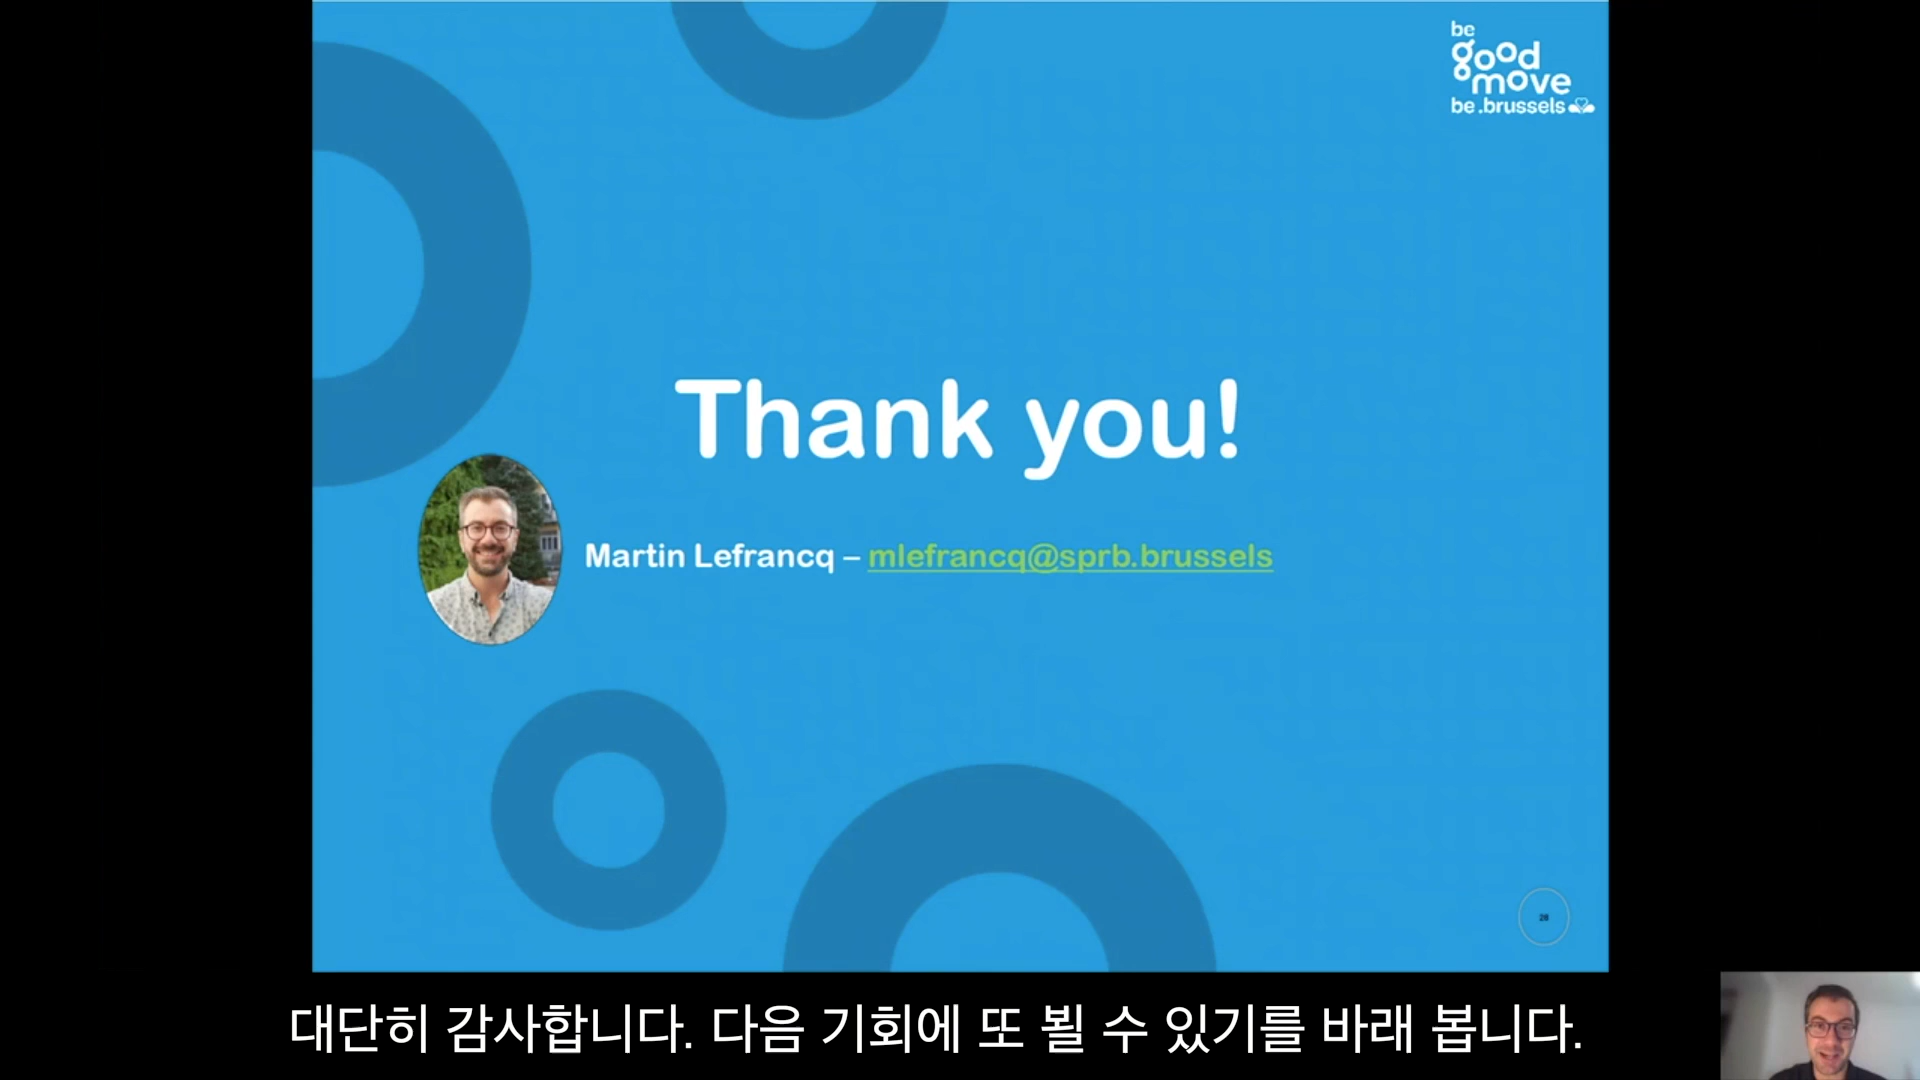 be
good
move
be.brussels
Thank you!
Martin Lefrancq – mlefrancq@sprb.brussels
28
대단히 감사합니다. 다음 기회에 또 뵐 수 있기를 바래 봅니다.